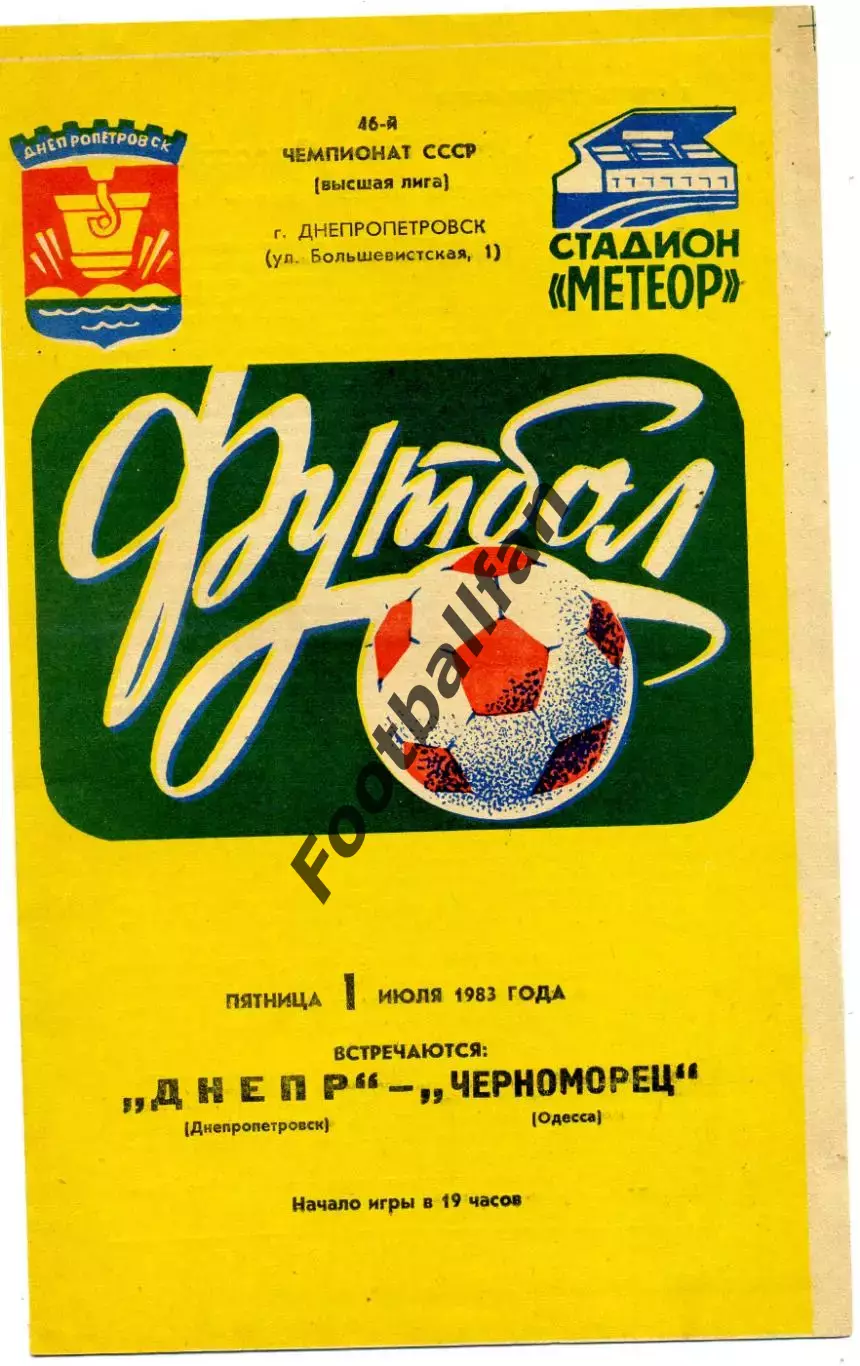 ДНЕПРОПЕТРОВСК
46-й
ЧЕМПИОНАТ СССР
(высшая лига)
г. ДНЕПРОПЕТРОВСК
(ул. Большевистская, 1)
СТАДИОН
«МЕТЕОР»
Футбол
Footballfan
ПЯТНИЦА 1 ИЮЛЯ 1983 ГОДА
ВСТРЕЧАЮТСЯ:
„ДНЕПР“ — „ЧЕРНОМОРЕЦ“
(Днепропетровск) (Одесса)
Начало игры в 19 часов